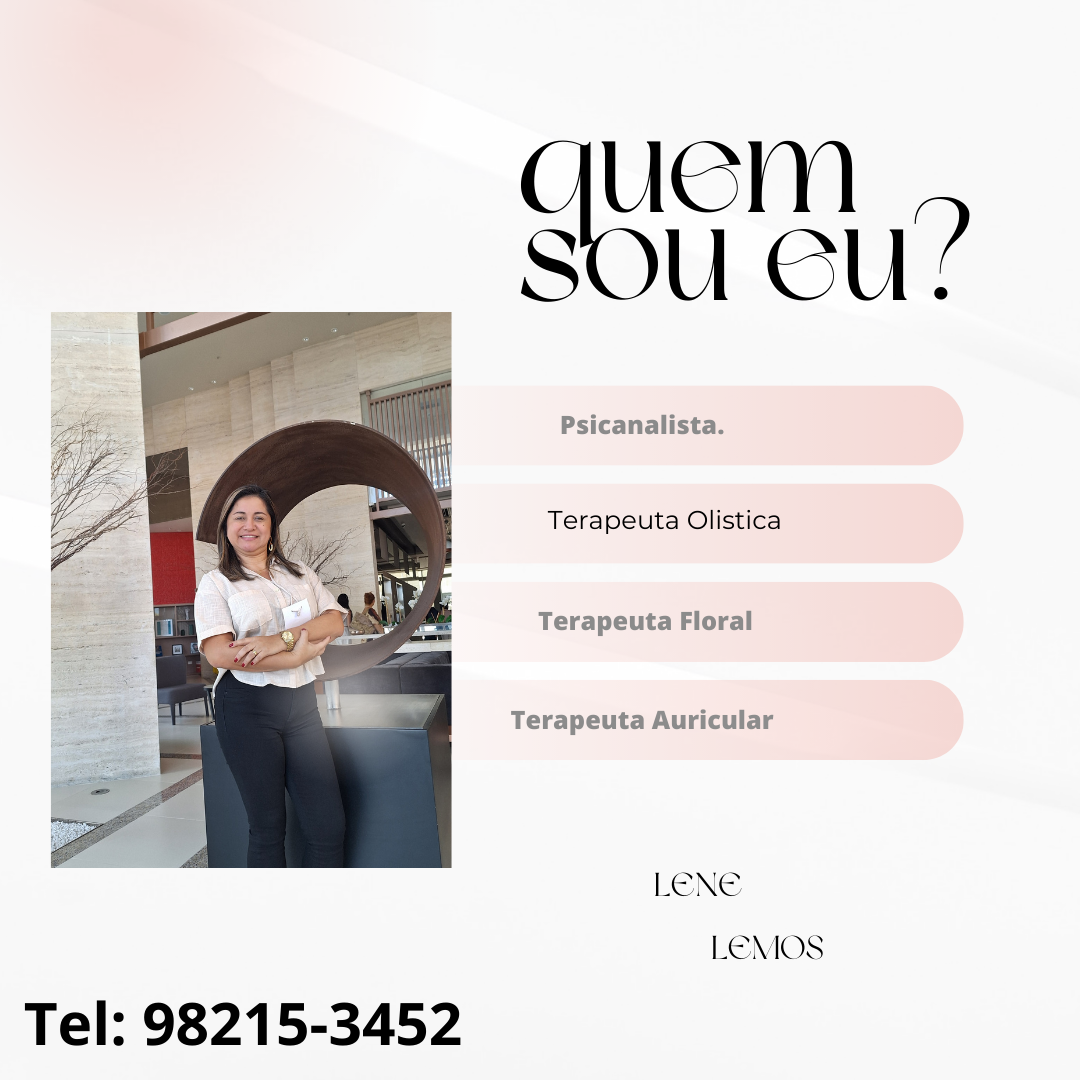 quem
sou eu?
Psicanalista.
Terapeuta Olistica
Terapeuta Floral
Terapeuta Auricular
LENE
LEMOS
Tel: 98215-3452